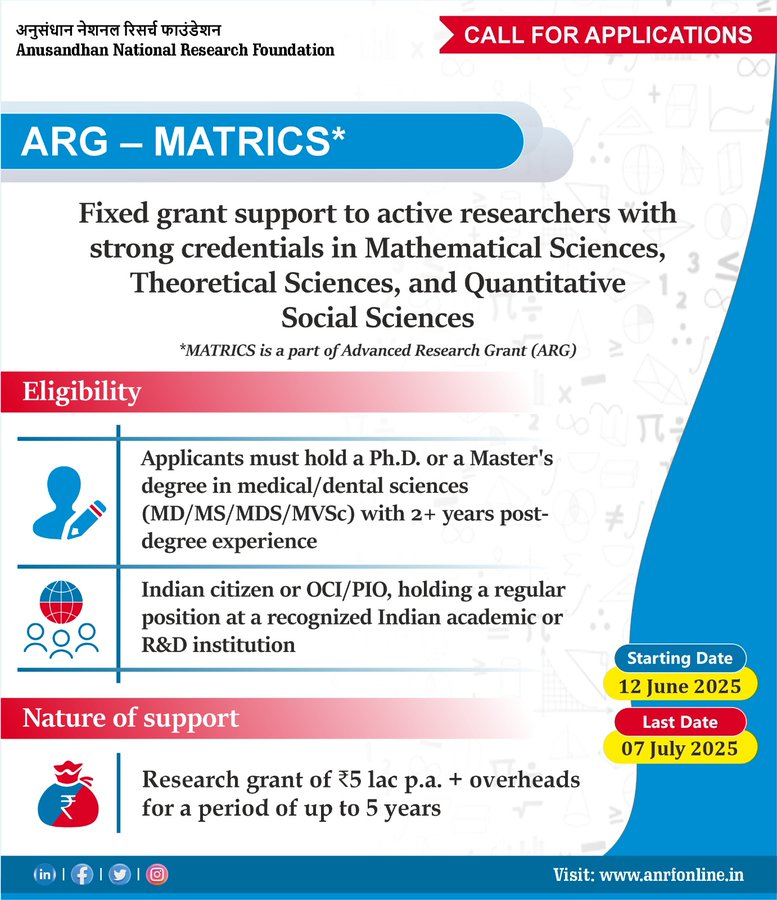 अनुसंधान नेशनल रिसर्च फाउंडेशन
Anusandhan National Research Foundation
CALL FOR APPLICATIONS
ARG – MATRICS*
Fixed grant support to active researchers with
strong credentials in Mathematical Sciences,
Theoretical Sciences, and Quantitative
Social Sciences
*MATRICS is a part of Advanced Research Grant (ARG)
Eligibility
Applicants must hold a Ph.D. or a Master's
degree in medical/dental sciences
(MD/MS/MDS/MVSc) with 2+ years post-
degree experience
Indian citizen or OCI/PIO, holding a regular
position at a recognized Indian academic or
R&D institution
Starting Date
12 June 2025
Last Date
07 July 2025
Nature of support
Research grant of ₹5 lac p.a. + overheads
for a period of up to 5 years
Visit: www.anrfonline.in